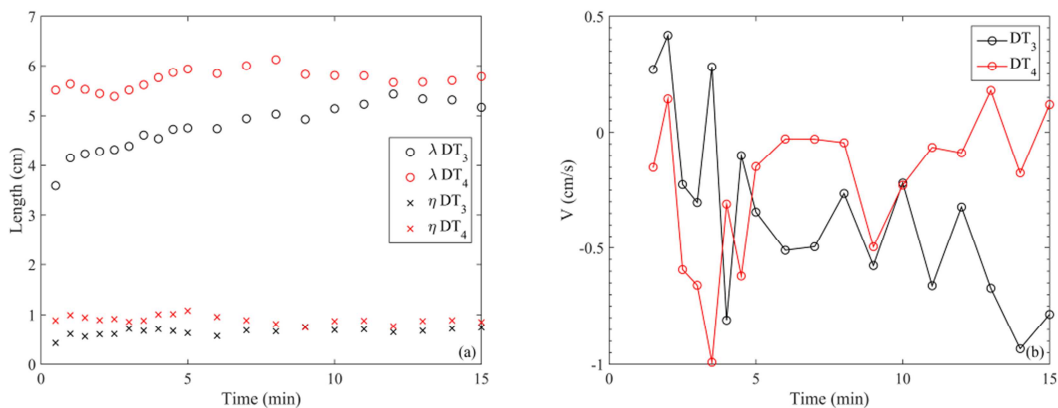 7
6
5
4
3
2
1
0
Length (cm)
0
5
10
15
Time (min)
λ DT3
λ DT4
η DT3
η DT4
(a)
0.5
0
-0.5
-1
V (cm/s)
0
5
10
15
Time (min)
DT3
DT4
(b)